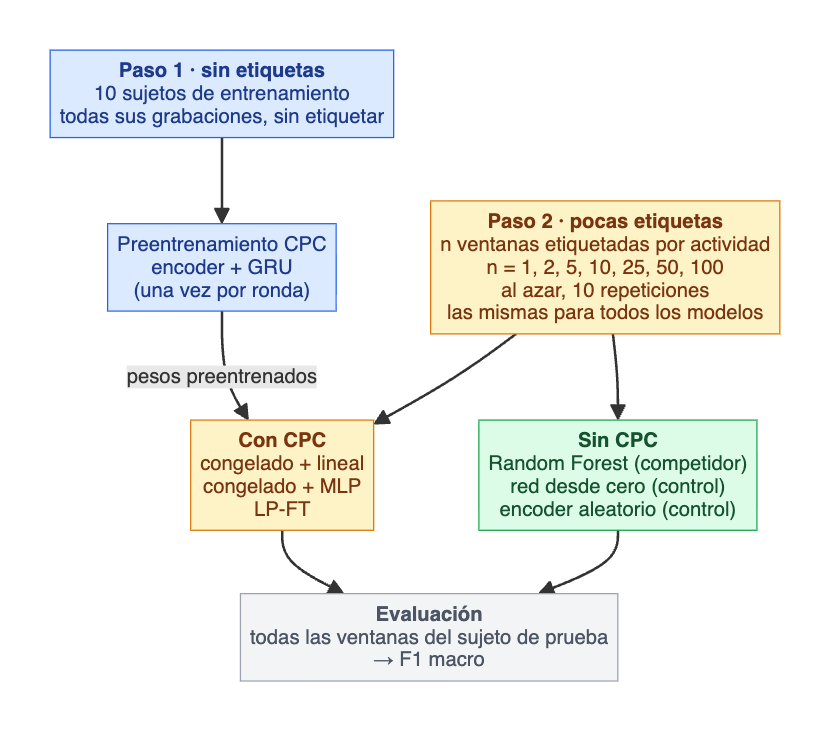 Paso 1 · sin etiquetas
10 sujetos de entrenamiento
todas sus grabaciones, sin etiquetar
Preentrenamiento CPC
encoder + GRU
(una vez por ronda)
Paso 2 · pocas etiquetas
n ventanas etiquetadas por actividad
n = 1, 2, 5, 10, 25, 50, 100
al azar, 10 repeticiones
las mismas para todos los modelos
pesos preentrenados
Con CPC
congelado + lineal
congelado + MLP
LP-FT
Sin CPC
Random Forest (competidor)
red desde cero (control)
encoder aleatorio (control)
Evaluación
todas las ventanas del sujeto de prueba
→ F1 macro